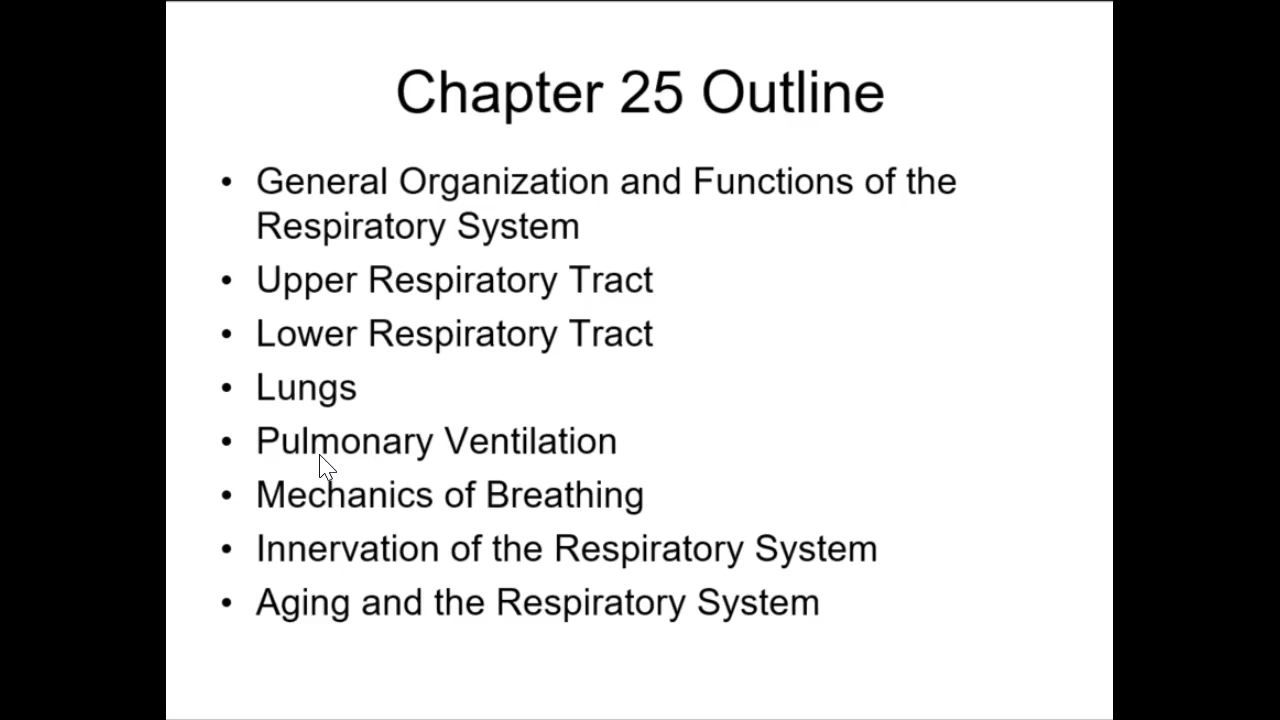 Chapter 25 Outline
• General Organization and Functions of the
Respiratory System
• Upper Respiratory Tract
• Lower Respiratory Tract
• Lungs
• Pulmonary Ventilation
• Mechanics of Breathing
• Innervation of the Respiratory System
• Aging and the Respiratory System